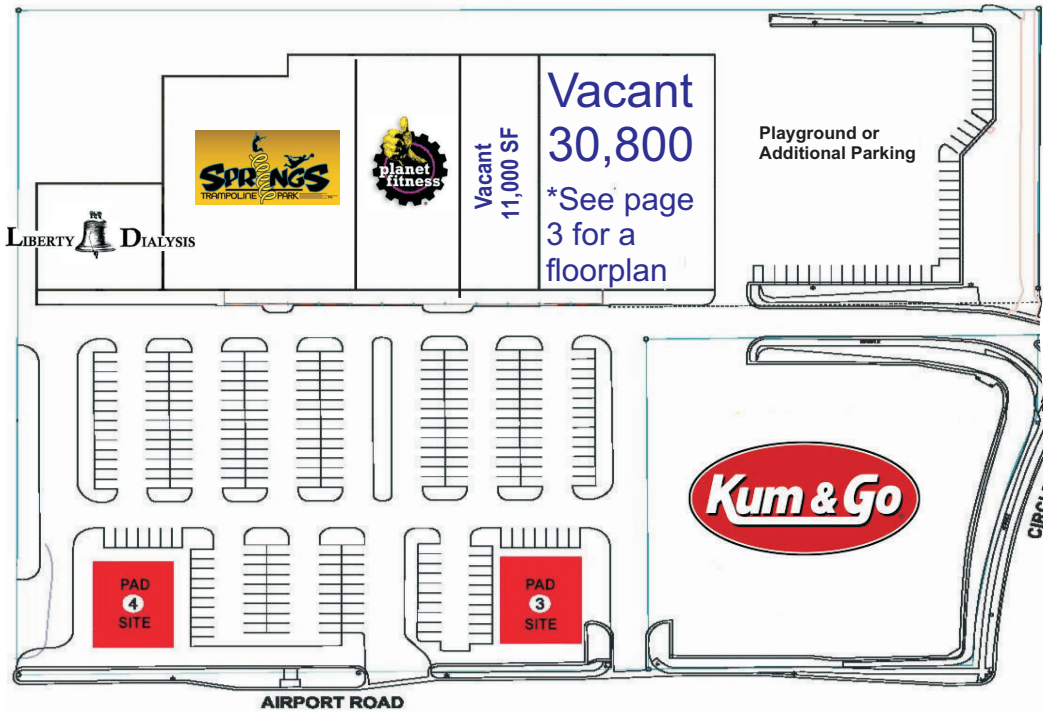 LIBERTY DIALYSIS
SPRINGS
TRAMPOLINE PARK
planet
fitness
Vacant
11,000 SF
Vacant
30,800
*See page
3 for a
floorplan
Playground or
Additional Parking
Kum & Go
PAD
4
SITE
PAD
3
SITE
AIRPORT ROAD